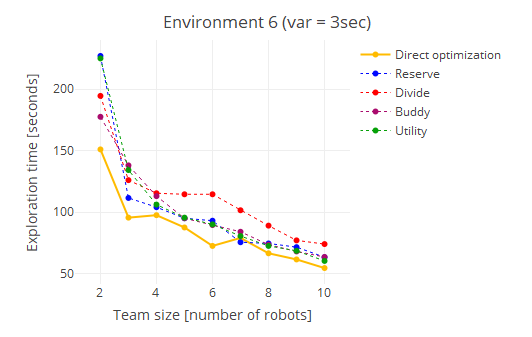 Environment 6 (var = 3sec)
Direct optimization
Reserve
Divide
Buddy
Utility
Exploration time [seconds]
200
150
100
50
2
4
6
8
10
Team size [number of robots]